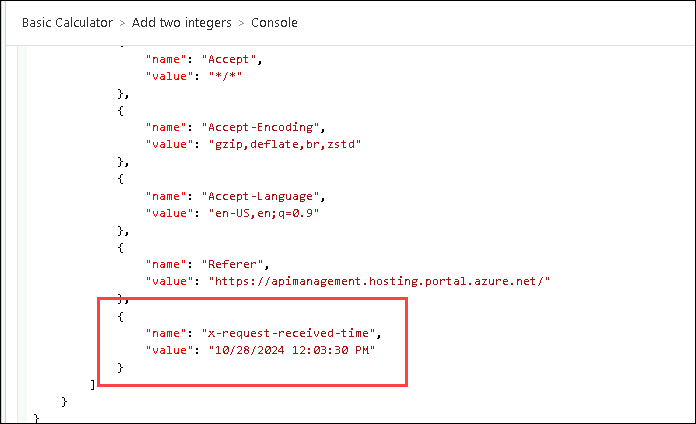 Basic Calculator > Add two integers > Console
"name": "Accept",
"value": "*/*"
},
{
"name": "Accept-Encoding",
"value": "gzip,deflate,br,zstd"
},
{
"name": "Accept-Language",
"value": "en-US,en;q=0.9"
},
{
"name": "Referer",
"value": "https://apimanagement.hosting.portal.azure.net/"
},
{
"name": "x-request-received-time",
"value": "10/28/2024 12:03:30 PM"
}
]
}
}